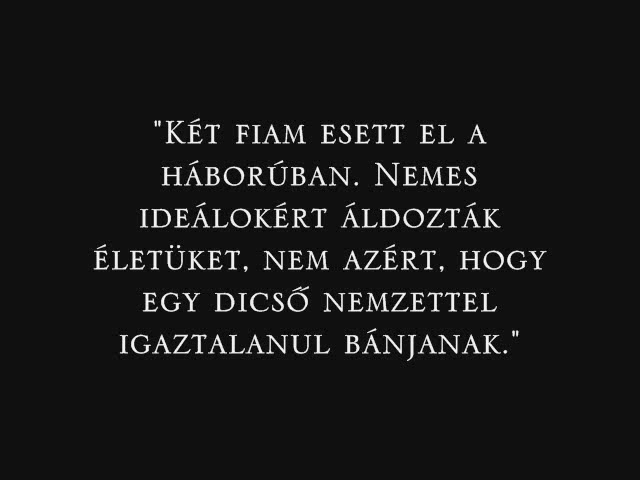 "Két fiam esett el a
háborúban. Nemes
ideálokért áldozták
életüket, nem azért, hogy
egy dicső nemzettel
igaztalanul bánjanak."